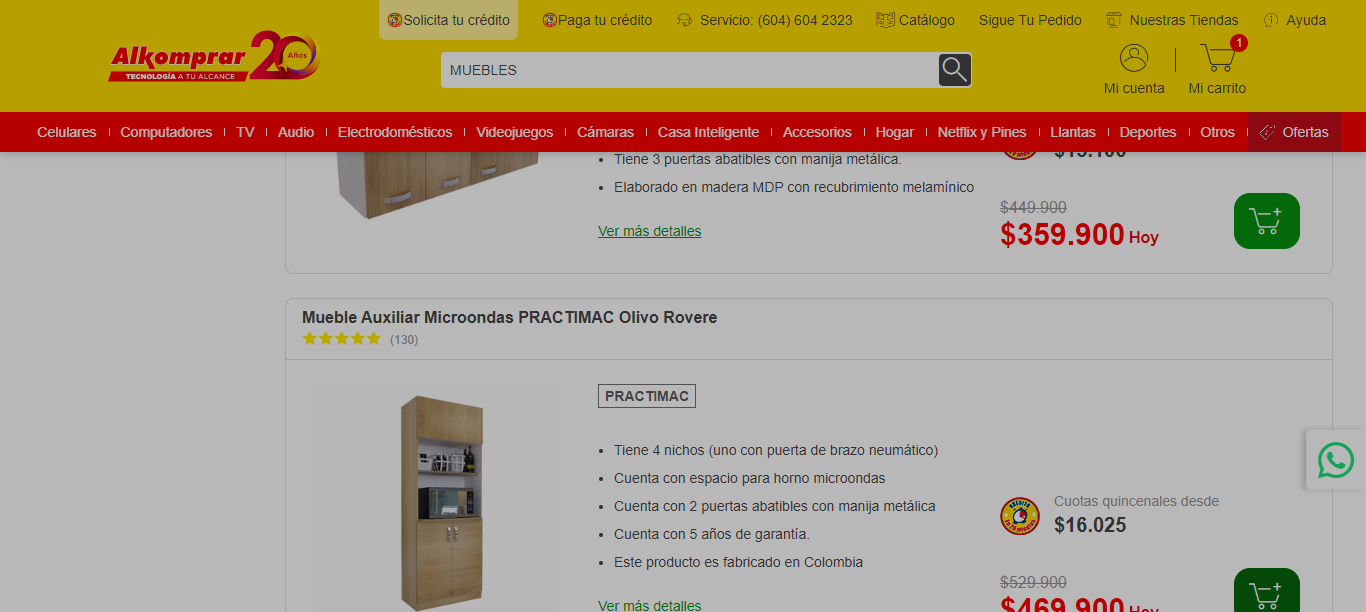 Solicita tu crédito
Paga tu crédito
Servicio: (604) 604 2323
Catálogo
Sigue Tu Pedido
Nuestras Tiendas
Ayuda
Alkomprar 20 Años
TECNOLOGÍA A TU ALCANCE
MUEBLES
1
Mi cuenta
Mi carrito
Celulares
Computadores
TV
Audio
Electrodomésticos
Videojuegos
Cámaras
Casa Inteligente
Accesorios
Hogar
Netflix y Pines
Llantas
Deportes
Otros
Ofertas
• Tiene 3 puertas abatibles con manija metálica.
• Elaborado en madera MDP con recubrimiento melamínico
Ver más detalles
$449.900
$359.900 Hoy
Mueble Auxiliar Microondas PRACTIMAC Olivo Rovere
(130)
PRACTIMAC
• Tiene 4 nichos (uno con puerta de brazo neumático)
• Cuenta con espacio para horno microondas
• Cuenta con 2 puertas abatibles con manija metálica
• Cuenta con 5 años de garantía.
• Este producto es fabricado en Colombia
Ver más detalles
Cuotas quincenales desde
$16.025
$529.900
$469.900 Hoy